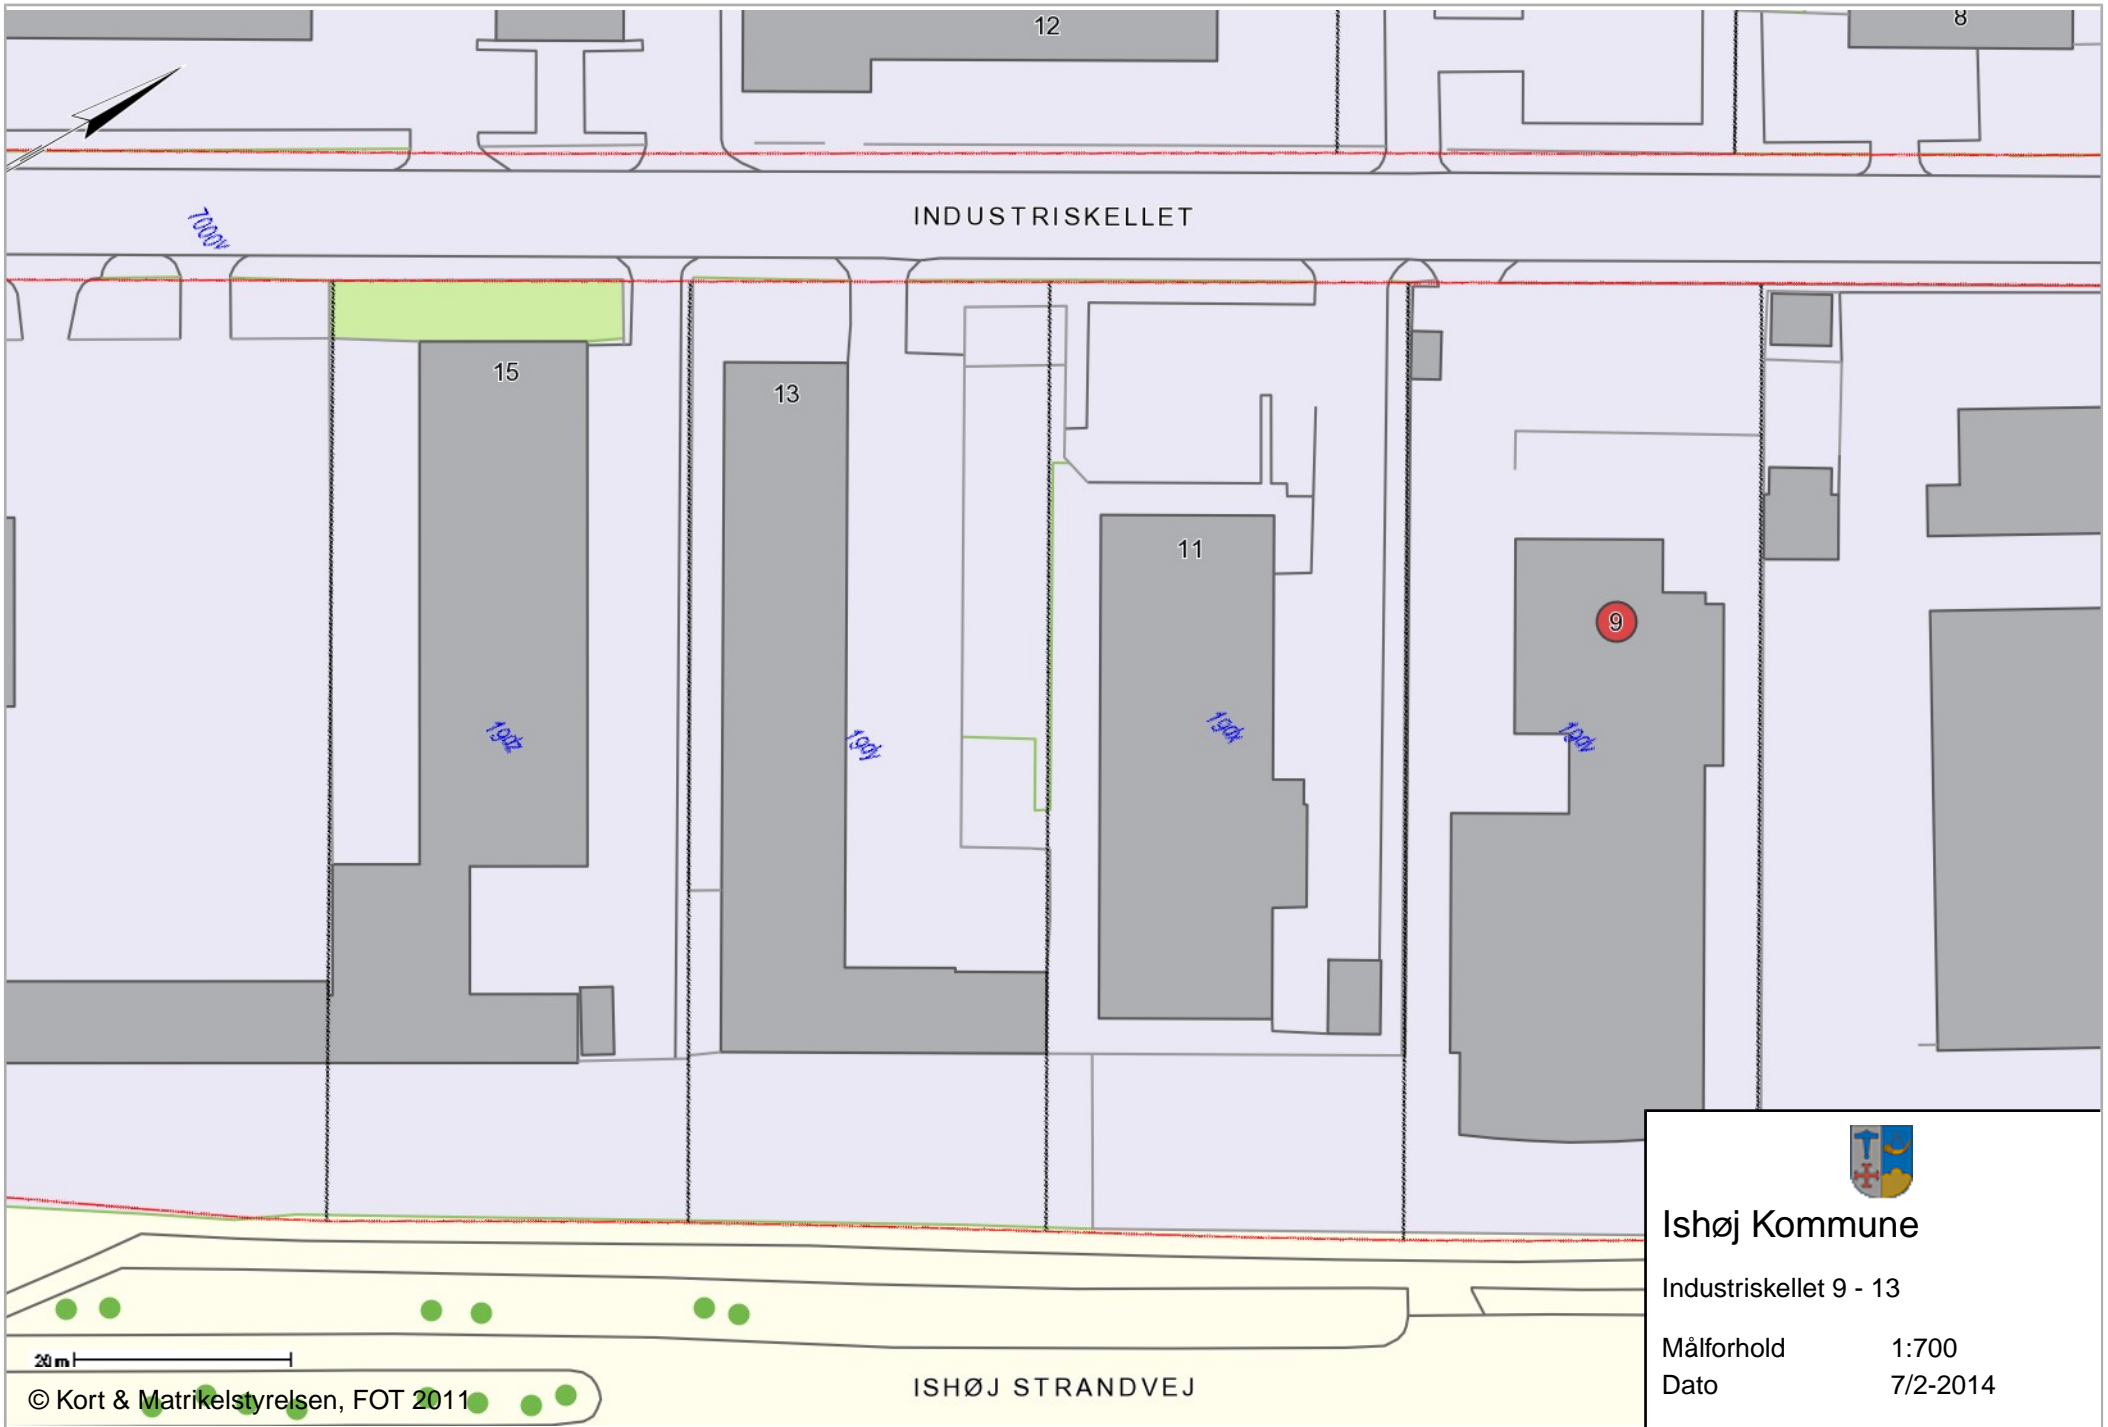 12
8
INDUSTRISKELLET
7000v
15
13
11
9
19dz
19dy
19dx
19dv
Ishøj Kommune
Industriskellet 9 - 13
Målforhold 1:700
Dato 7/2-2014
20 m
© Kort & Matrikelstyrelsen, FOT 2011
ISHØJ STRANDVEJ